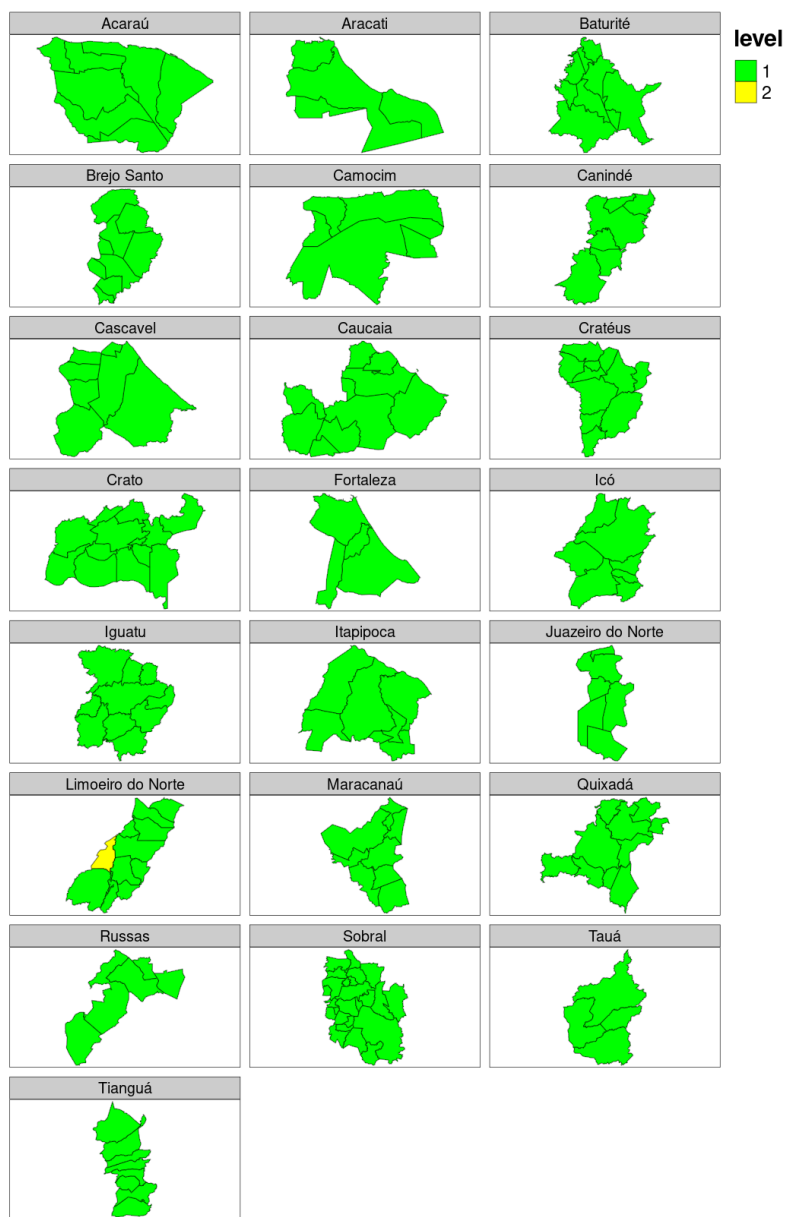 Acaraú
Aracati
Baturité
level
1
2
Brejo Santo
Camocim
Canindé
Cascavel
Caucaia
Cratéus
Crato
Fortaleza
Icó
Iguatu
Itapipoca
Juazeiro do Norte
Limoeiro do Norte
Maracanaú
Quixadá
Russas
Sobral
Tauá
Tianguá